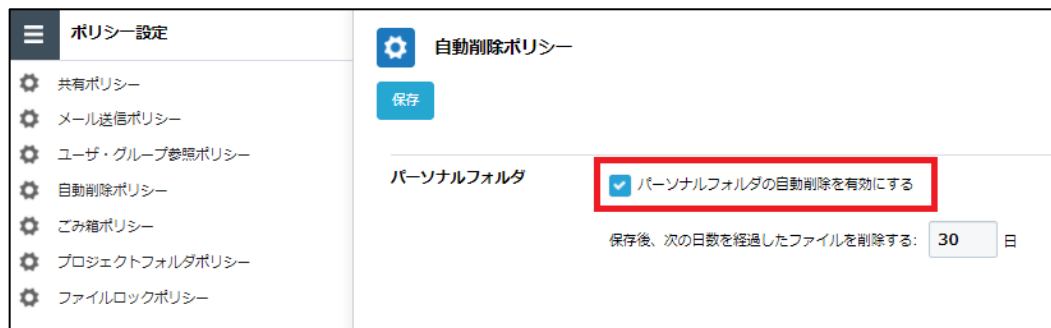 ポリシー設定
共有ポリシー
メール送信ポリシー
ユーザ・グループ参照ポリシー
自動削除ポリシー
ごみ箱ポリシー
プロジェクトフォルダポリシー
ファイルロックポリシー
自動削除ポリシー
保存
パーソナルフォルダ
パーソナルフォルダの自動削除を有効にする
保存後、次の日数を経過したファイルを削除する: 30 日